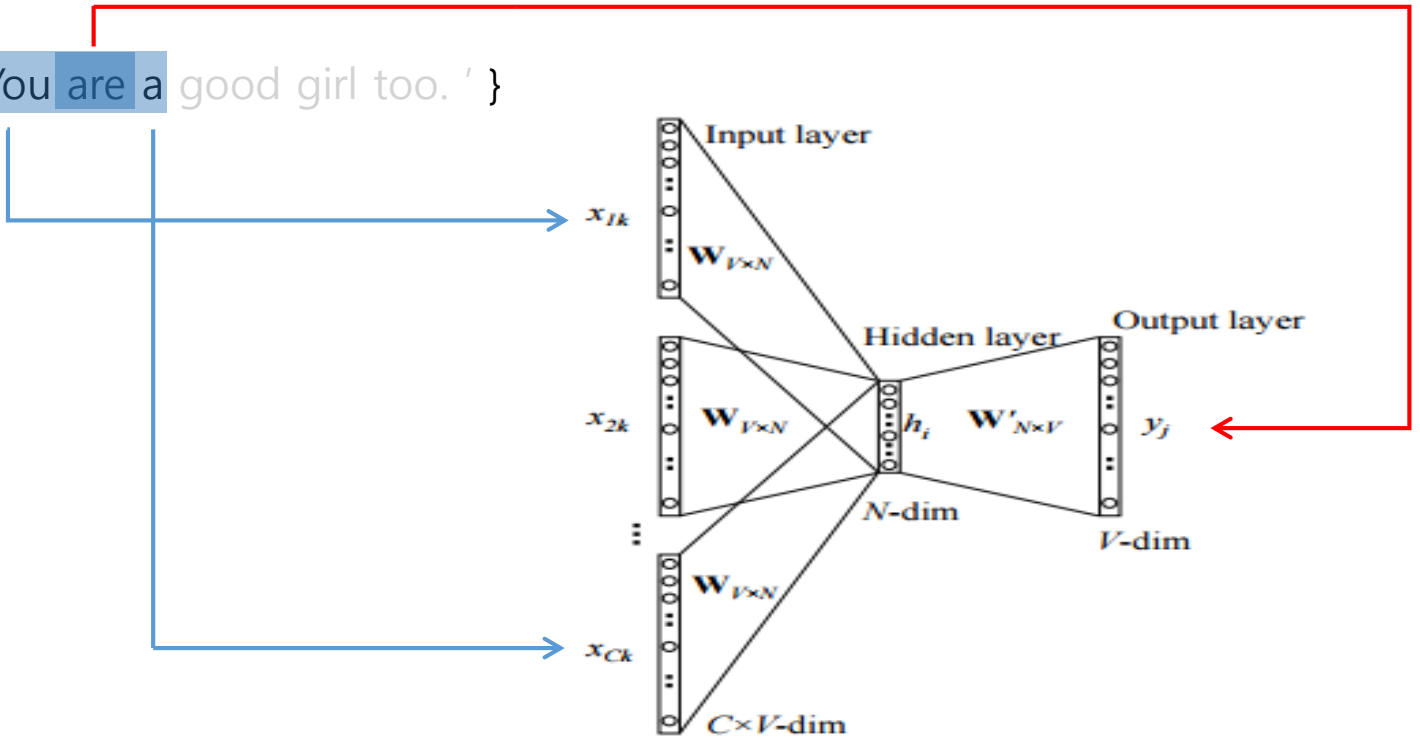 You are a good girl too. ' }
Input layer
x1k
WV×N
Hidden layer
Output layer
x2k
WV×N
hi
W'N×V
yj
N-dim
V-dim
WV×N
xCk
C×V-dim